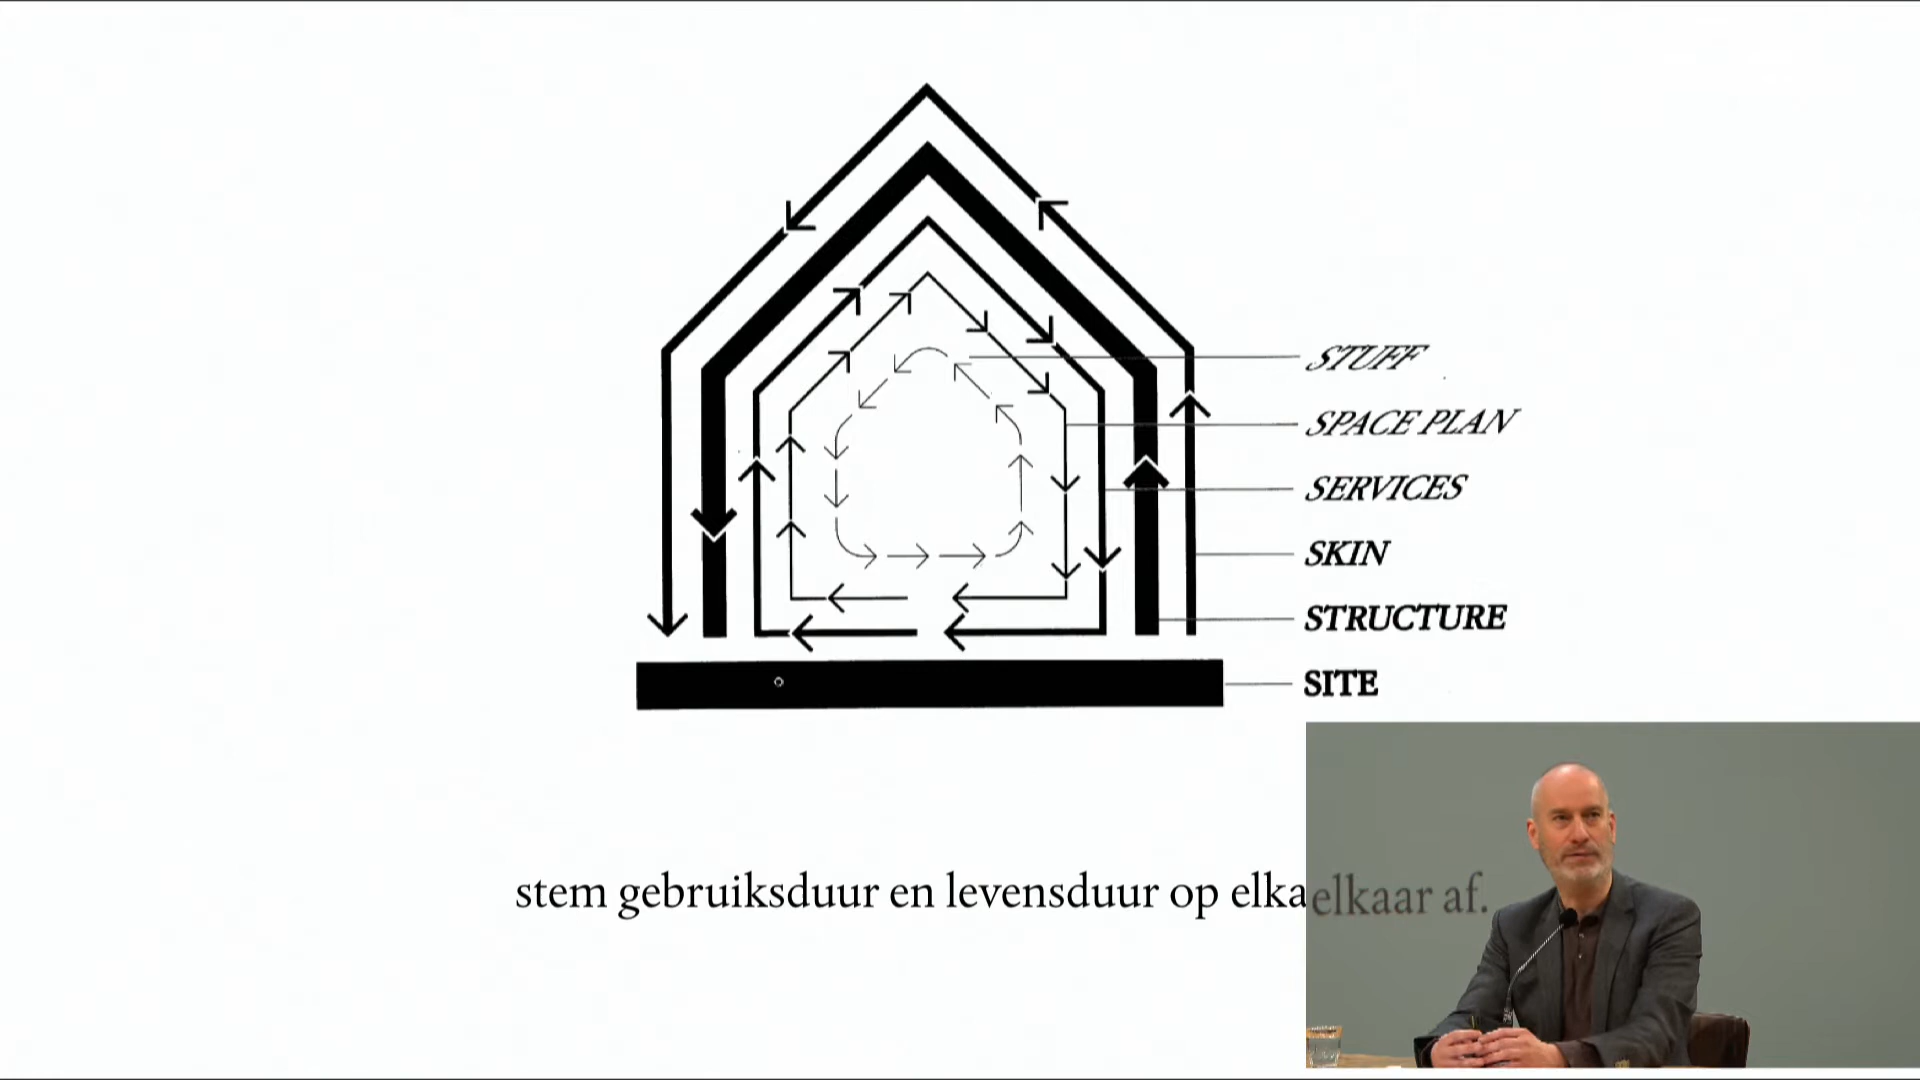 STUFF
SPACE PLAN
SERVICES
SKIN
STRUCTURE
SITE
stem gebruiksduur en levensduur op elka
elkaar af.